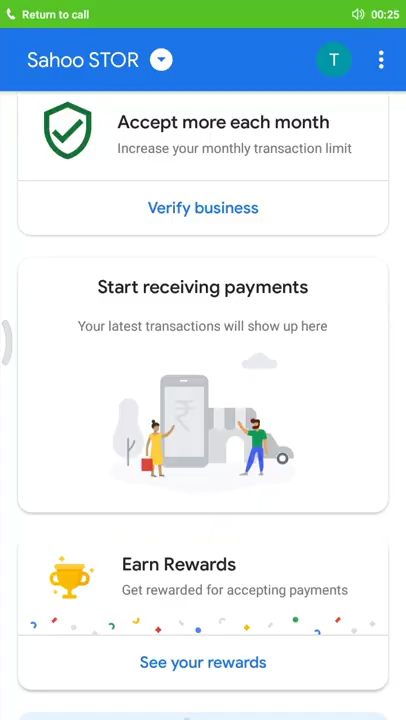 Return to call
00:25
Sahoo STOR
T
Accept more each month
Increase your monthly transaction limit
Verify business
Start receiving payments
Your latest transactions will show up here
₹
Earn Rewards
Get rewarded for accepting payments
See your rewards